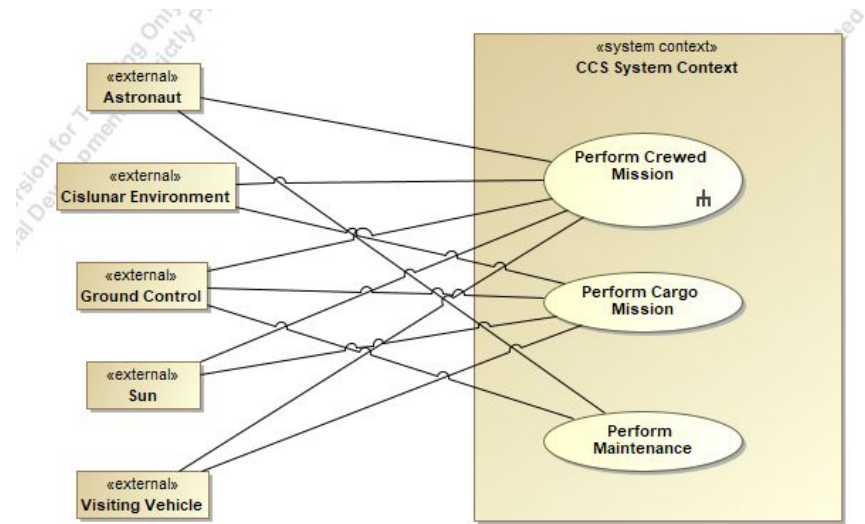 «system context»
CCS System Context
«external»
Astronaut
«external»
Cislunar Environment
«external»
Ground Control
«external»
Sun
«external»
Visiting Vehicle
Perform Crewed
Mission
Perform Cargo
Mission
Perform
Maintenance